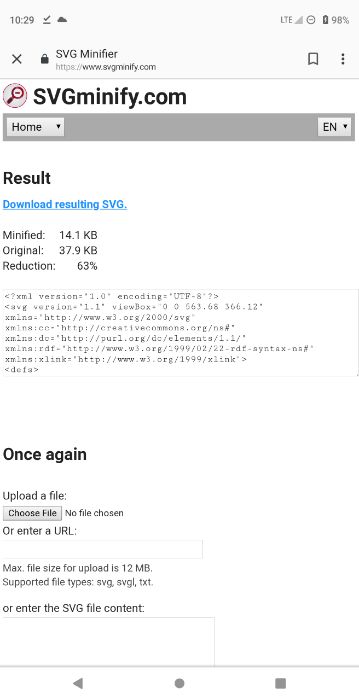 10:29
LTE 98%
SVG Minifier
https://www.svgminify.com
SVGminify.com
Home EN
Result
Download resulting SVG.
Minified: 14.1 KB
Original: 37.9 KB
Reduction: 63%
<?xml version="1.0" encoding="UTF-8"?>
<svg version="1.1" viewBox="0 0 563.68 366.12"
xmlns="http://www.w3.org/2000/svg"
xmlns:cc="http://creativecommons.org/ns#"
xmlns:dc="http://purl.org/dc/elements/1.1/"
xmlns:rdf="http://www.w3.org/1999/02/22-rdf-syntax-ns#"
xmlns:xlink="http://www.w3.org/1999/xlink">
<defs>
Once again
Upload a file:
Choose File No file chosen
Or enter a URL:
Max. file size for upload is 12 MB.
Supported file types: svg, svgl, txt.
or enter the SVG file content: